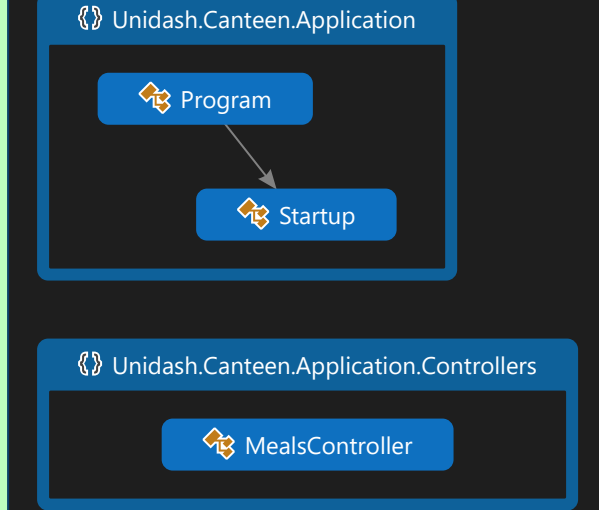 Unidash.Canteen.Application
Program
Startup
Unidash.Canteen.Application.Controllers
MealsController